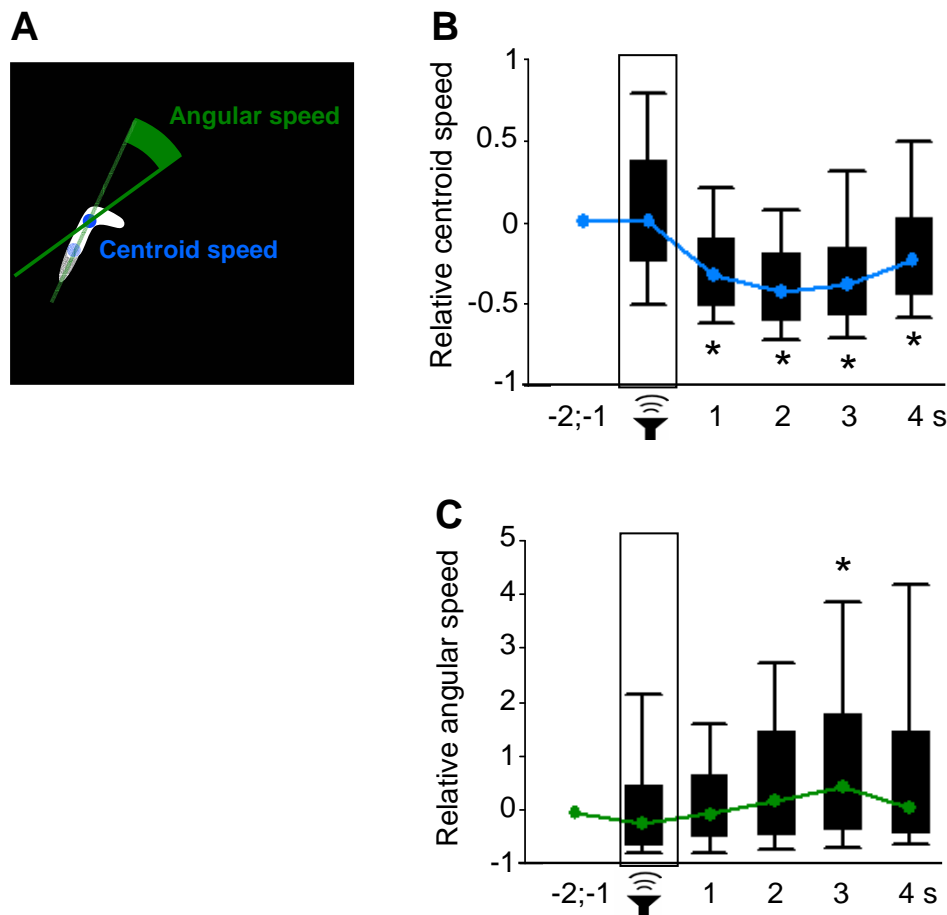 A
Angular speed
Centroid speed
B
Relative centroid speed
1
0.5
0
-0.5
-1
* * * *
-2;-1 1 2 3 4 s
C
Relative angular speed
5
4
3
2
1
0
-1
*
-2;-1 1 2 3 4 s